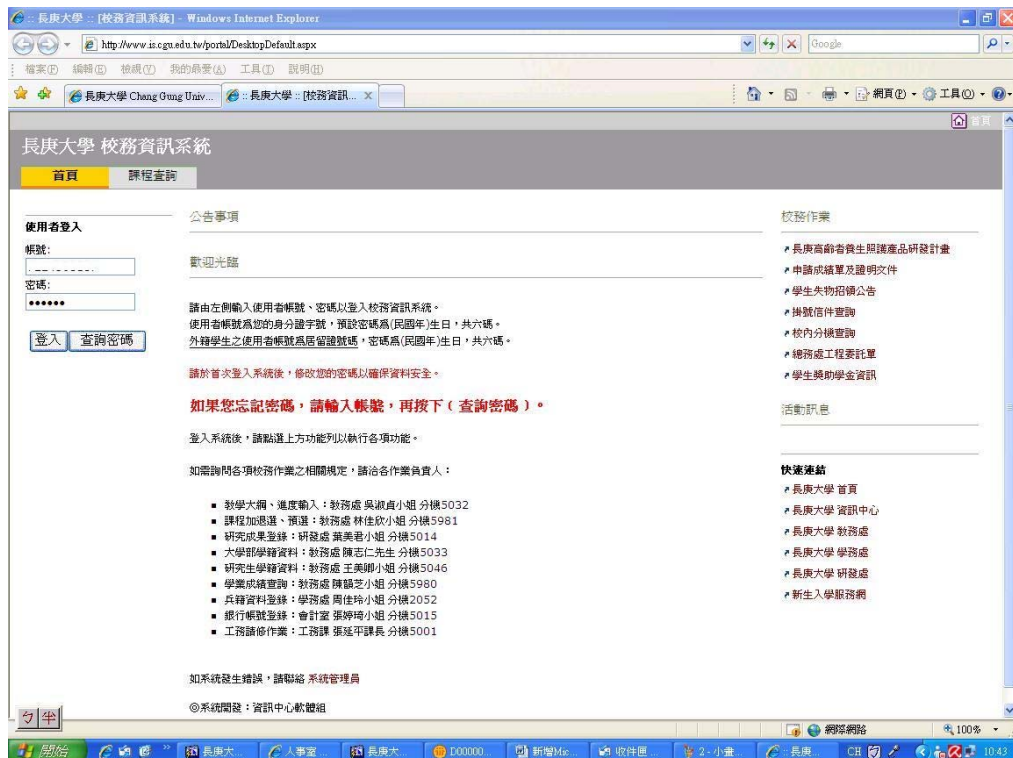 :: 長庚大學 :: [校務資訊系統] - Windows Internet Explorer
http://www.is.cgu.edu.tw/portal/DesktopDefault.aspx
Google
檔案(F) 編輯(E) 檢視(V) 我的最愛(A) 工具(T) 說明(H)
長庚大學 Chang Gung Univ...
:: 長庚大學 :: [校務資訊...
網頁(P)
工具(O)
首頁
長庚大學 校務資訊系統
首頁
課程查詢
使用者登入
帳號:
密碼:
••••••
登入
查詢密碼
公告事項
歡迎光臨
請由左側輸入使用者帳號、密碼以登入校務資訊系統。
使用者帳號為您的身分證字號，預設密碼為(民國年)生日，共六碼。
外籍學生之使用者帳號為居留證號碼，密碼為(民國年)生日，共六碼。
請於首次登入系統後，修改您的密碼以確保資料安全。
如果您忘記密碼，請輸入帳號，再按下（查詢密碼）。
登入系統後，請點選上方功能列以執行各項功能。
如需詢問各項校務作業之相關規定，請洽各作業負責人：
■ 教學大綱、進度輸入：教務處 吳淑貞小姐 分機5032
■ 課程加退選、預選：教務處 林佳欣小姐 分機5981
■ 研究成果登錄：研發處 葉美君小姐 分機5014
■ 大學部學籍資料：教務處 陳志仁先生 分機5033
■ 研究生學籍資料：教務處 王美卿小姐 分機5046
■ 學業成績查詢：教務處 陳韻芝小姐 分機5980
■ 兵籍資料登錄：學務處 周佳玲小姐 分機2052
■ 銀行帳號登錄：會計室 張婷琦小姐 分機5015
■ 工務請修作業：工務課 張延平課長 分機5001
如系統發生錯誤，請聯絡 系統管理員
◎系統開發：資訊中心軟體組
校務作業
長庚高齡者養生照護產品研發計畫
申請成績單及證明文件
學生失物招領公告
掛號信件查詢
校內分機查詢
總務處工程委託單
學生獎助學金資訊
活動訊息
快速連結
長庚大學 首頁
長庚大學 資訊中心
長庚大學 教務處
長庚大學 學務處
長庚大學 研發處
新生入學服務網
ㄅ 半
網際網路
100%
開始
長庚大...
人事室...
長庚大...
D00000...
新增Mic...
收件匣...
2 - 小畫...
:: 長庚...
CH
10:43